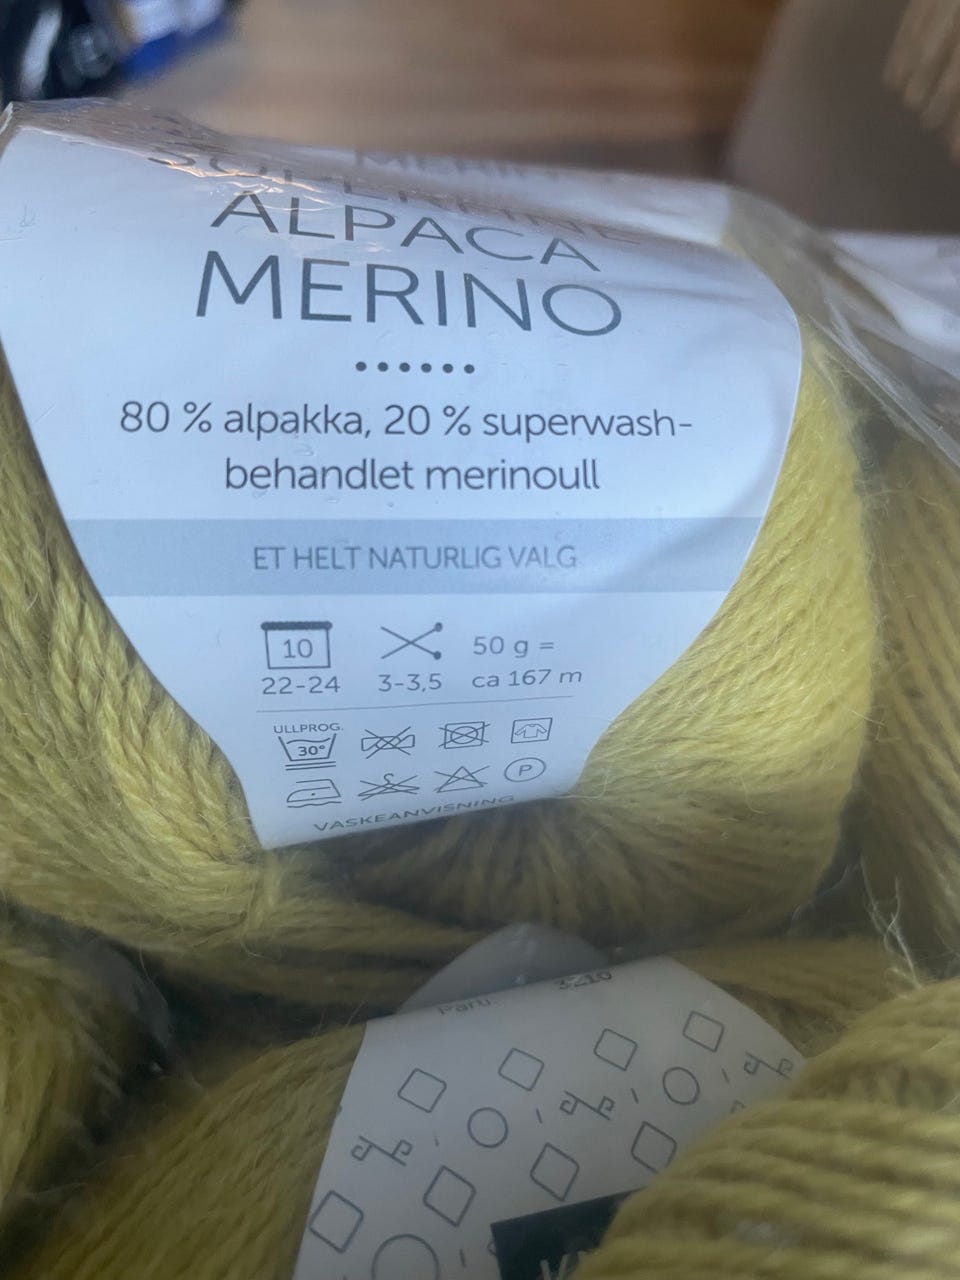 ALPACA
MERINO
80 % alpakka, 20 % superwash-
behandlet merinoull
ET HELT NATURLIG VALG
10
22-24 3-3,5 50 g =
ca 167 m
ULLPROG.
30°
P
VASKEANVISNING
Parti